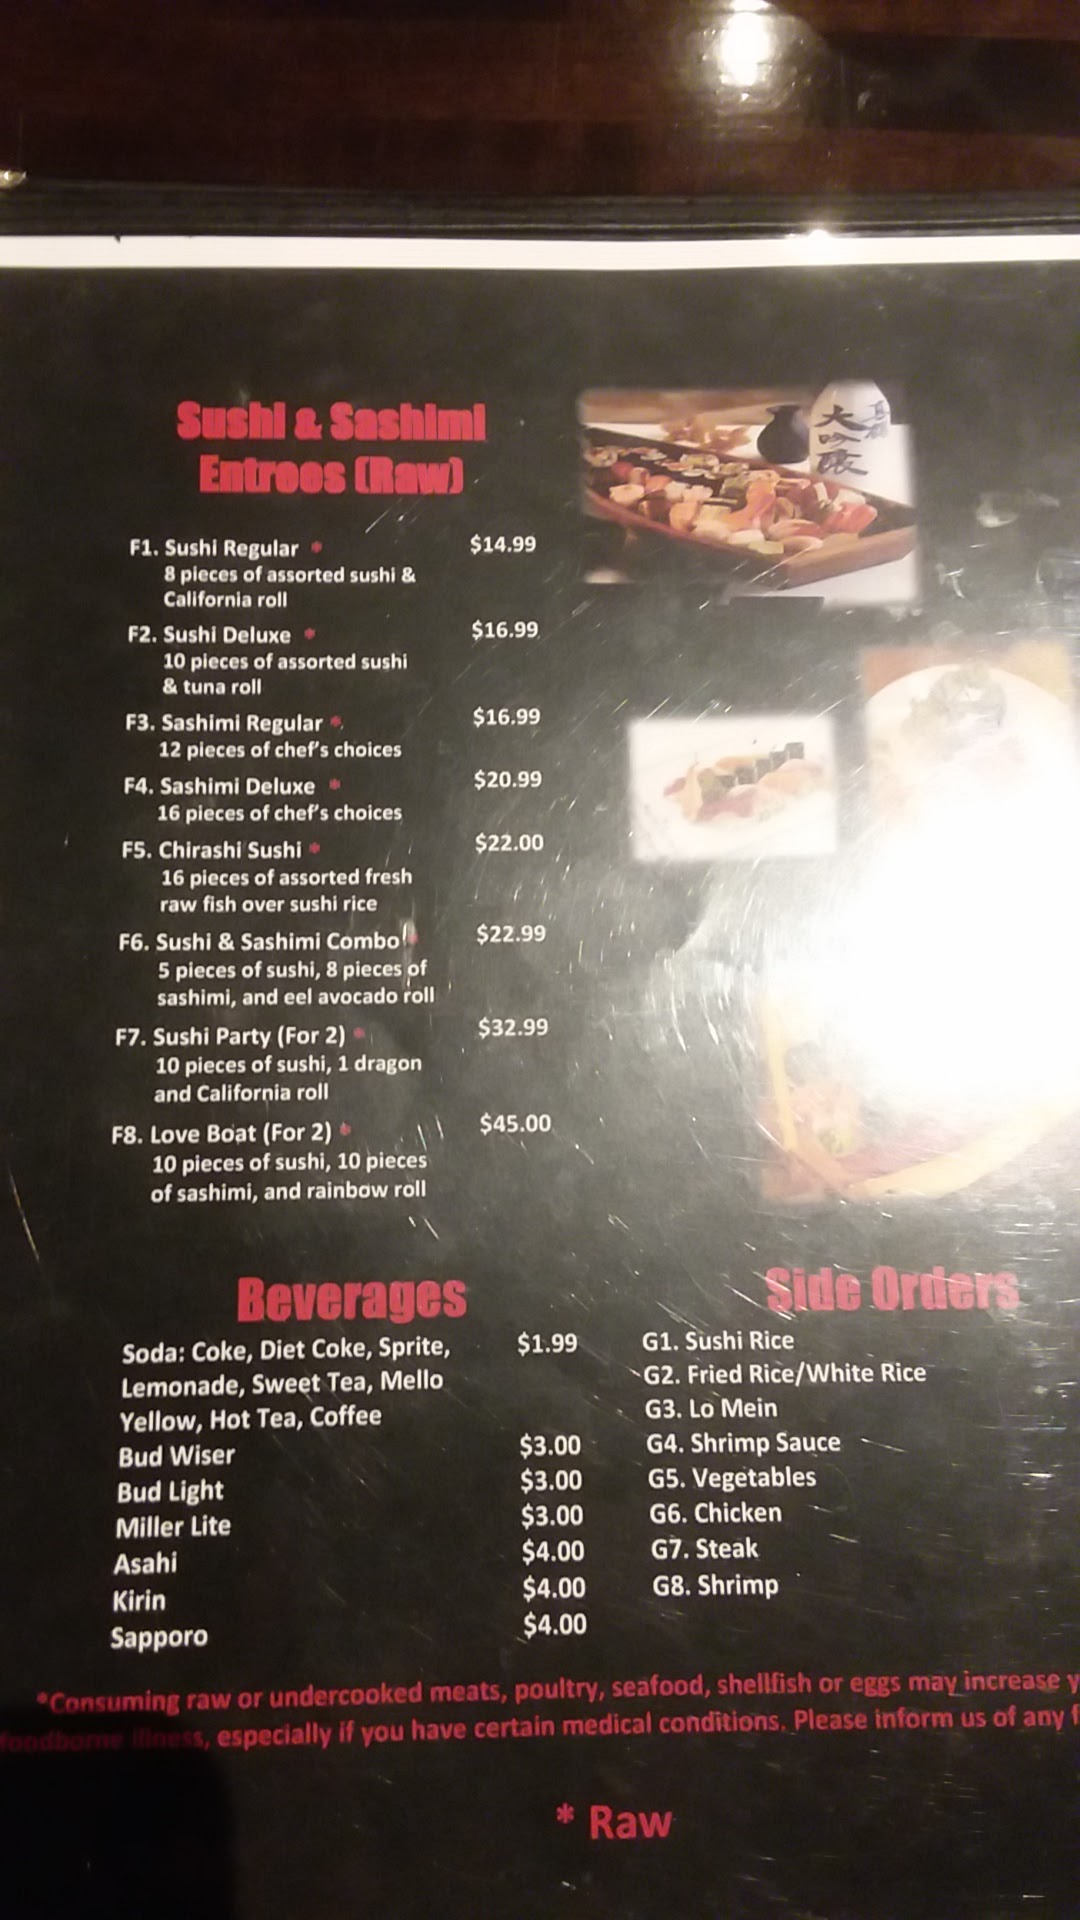 Sushi & Sashimi
Entrees (Raw)
F1. Sushi Regular * $14.99
8 pieces of assorted sushi &
California roll
F2. Sushi Deluxe * $16.99
10 pieces of assorted sushi
& tuna roll
F3. Sashimi Regular * $16.99
12 pieces of chef's choices
F4. Sashimi Deluxe * $20.99
16 pieces of chef's choices
F5. Chirashi Sushi * $22.00
16 pieces of assorted fresh
raw fish over sushi rice
F6. Sushi & Sashimi Combo * $22.99
5 pieces of sushi, 8 pieces of
sashimi, and eel avocado roll
F7. Sushi Party (For 2) * $32.99
10 pieces of sushi, 1 dragon
and California roll
F8. Love Boat (For 2) * $45.00
10 pieces of sushi, 10 pieces
of sashimi, and rainbow roll
大吟醸
Beverages
Soda: Coke, Diet Coke, Sprite, $1.99
Lemonade, Sweet Tea, Mello
Yellow, Hot Tea, Coffee
Bud Wiser $3.00
Bud Light $3.00
Miller Lite $3.00
Asahi $4.00
Kirin $4.00
Sapporo $4.00
Side Orders
G1. Sushi Rice
G2. Fried Rice/White Rice
G3. Lo Mein
G4. Shrimp Sauce
G5. Vegetables
G6. Chicken
G7. Steak
G8. Shrimp
*Consuming raw or undercooked meats, poultry, seafood, shellfish or eggs may increase y
foodborne illness, especially if you have certain medical conditions. Please inform us of any f
* Raw